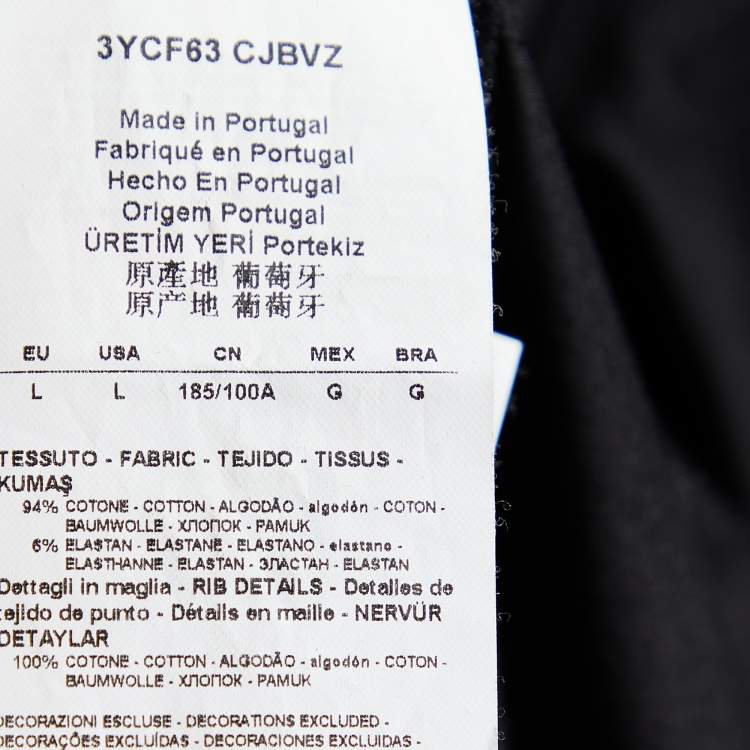 3YCF63 CJBVZ
Made in Portugal
Fabriqué en Portugal
Hecho En Portugal
Origem Portugal
ÜRETİM YERİ Portekiz
原產地 葡萄牙
原产地 葡萄牙
EU USA CN MEX BRA
L L 185/100A G G
TESSUTO - FABRIC - TEJIDO - TISSUS -
KUMAŞ
94% COTONE - COTTON - ALGODÃO - algodón - COTON -
BAUMWOLLE - ХЛОПОК - PAMUK
6% ELASTAN - ELASTANE - ELASTANO - elastano -
ELASTHANNE - ELASTAN - ЭЛАСТАН - ELASTAN
Dettagli in maglia - RIB DETAILS - Detalles de
tejido de punto - Détails en maille - NERVÜR
DETAYLAR
100% COTONE - COTTON - ALGODÃO - algodón - COTON -
BAUMWOLLE - ХЛОПОК - PAMUK
DECORAZIONI ESCLUSE - DECORATIONS EXCLUDED -
DECORAÇÕES EXCLUÍDAS - DECORACIONES EXCLUIDAS -